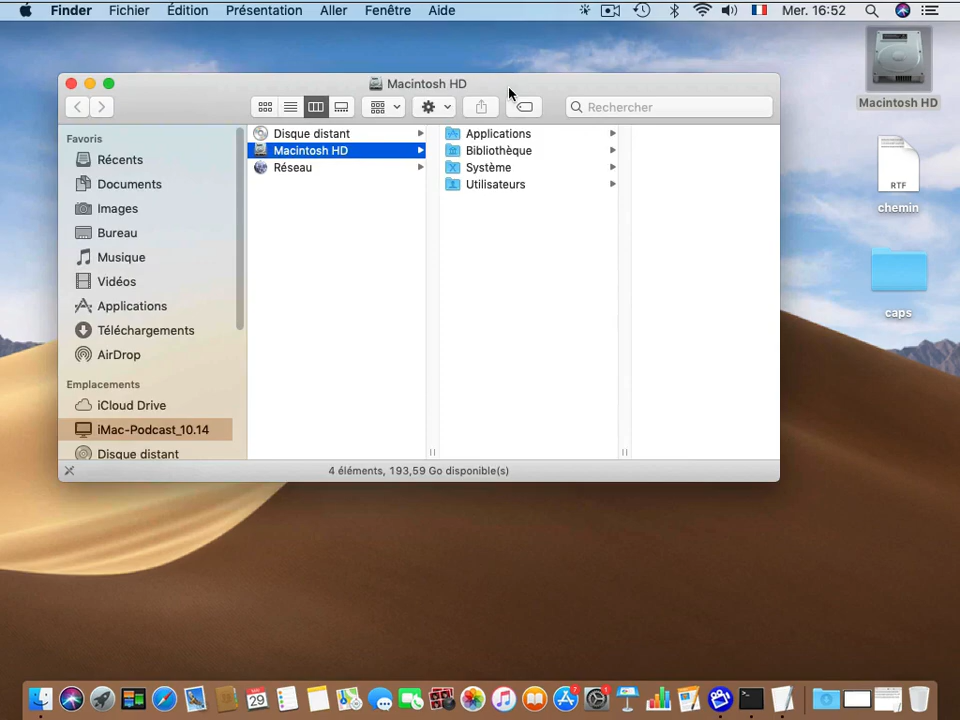 Finder Fichier Édition Présentation Aller Fenêtre Aide Mer. 16:52
Macintosh HD
Rechercher
Favoris
Récents
Documents
Images
Bureau
Musique
Vidéos
Applications
Téléchargements
AirDrop
Emplacements
iCloud Drive
iMac-Podcast_10.14
Disque distant
Disque distant
Macintosh HD
Réseau
Applications
Bibliothèque
Système
Utilisateurs
4 éléments, 193,59 Go disponible(s)
Macintosh HD
RTF
chemin
caps
29